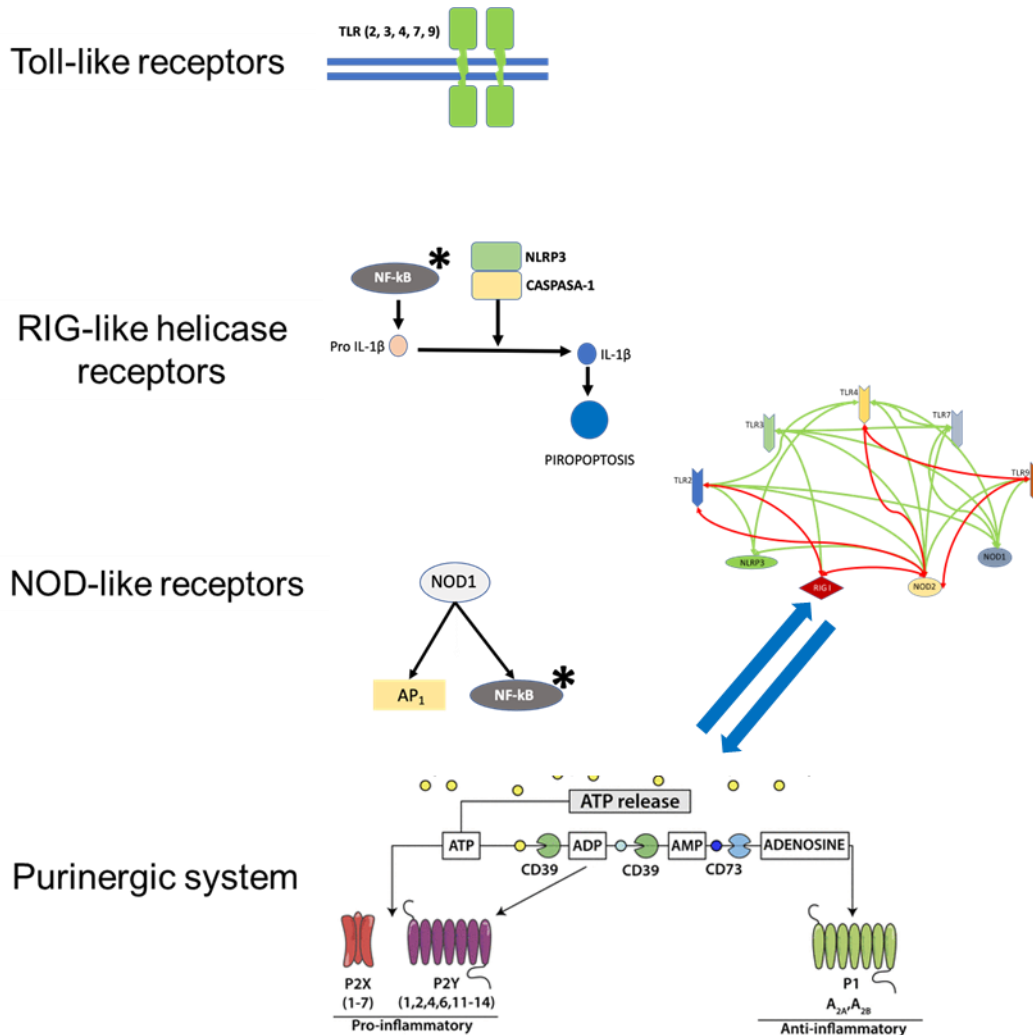 Toll-like receptors
TLR (2, 3, 4, 7, 9)
RIG-like helicase
receptors
NF-kB
*
NLRP3
CASPASA-1
Pro IL-1β
IL-1β
PIROPOPTOSIS
TLR4
TLR3
TLR7
TLR2
TLR9
NLRP3
NOD1
RIG I
NOD2
NOD-like receptors
NOD1
AP₁
NF-kB
*
Purinergic system
ATP release
ATP
ADP
AMP
ADENOSINE
CD39
CD39
CD73
P2X
(1-7)
P2Y
(1,2,4,6,11-14)
Pro-inflammatory
P1
A₂A,A₂B
Anti-inflammatory